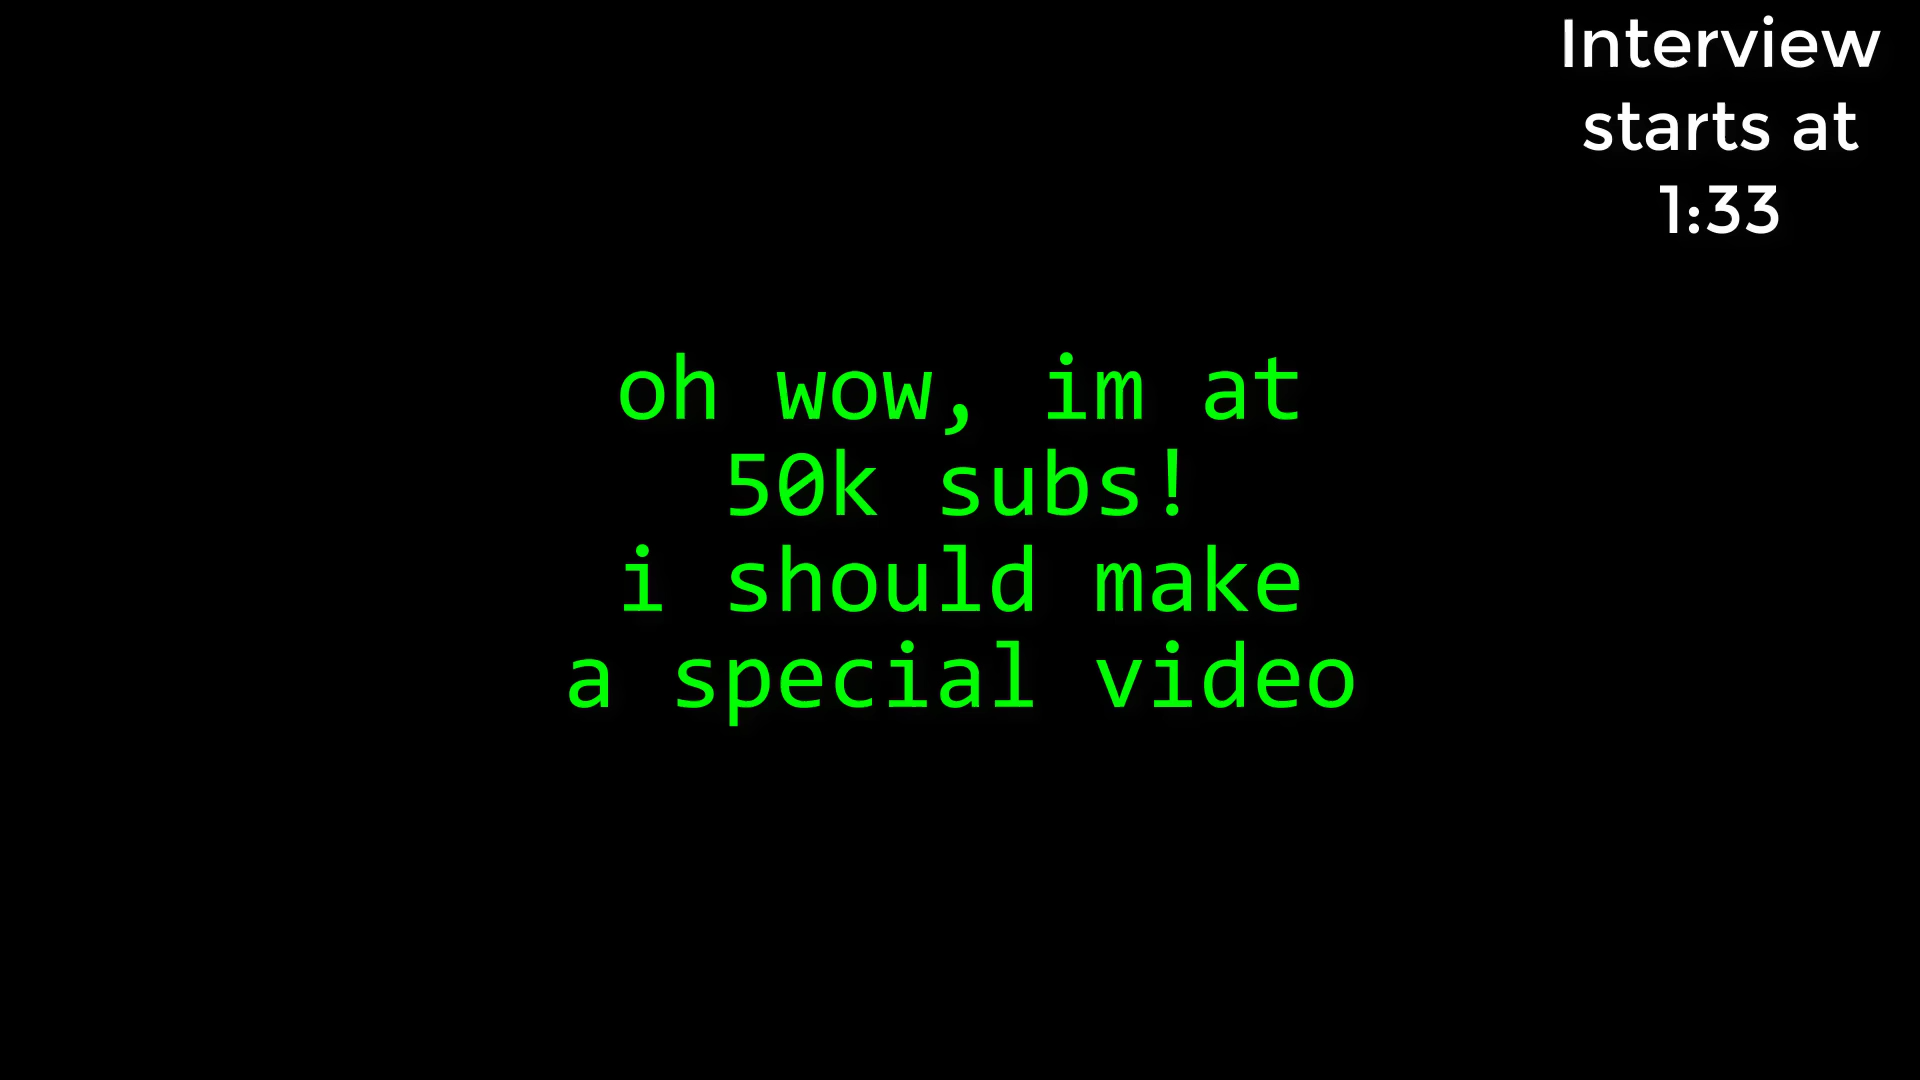 Interview
starts at
1:33
oh wow, im at
50k subs!
i should make
a special video